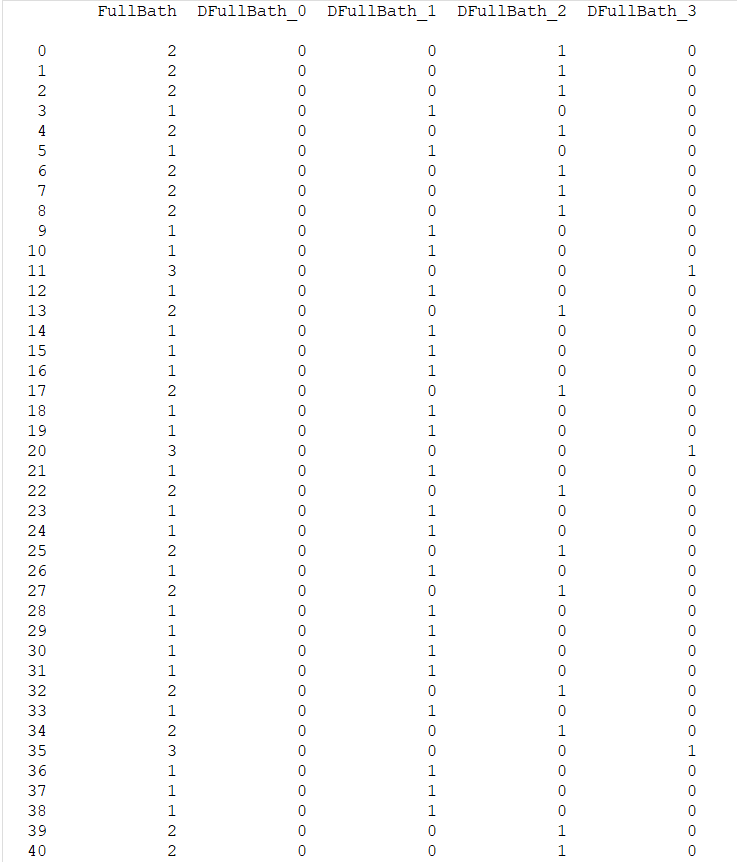 FullBath DFullBath_0 DFullBath_1 DFullBath_2 DFullBath_3
0 2 0 0 1 0
1 2 0 0 1 0
2 2 0 0 1 0
3 1 0 1 0 0
4 2 0 0 1 0
5 1 0 1 0 0
6 2 0 0 1 0
7 2 0 0 1 0
8 2 0 0 1 0
9 1 0 1 0 0
10 1 0 1 0 0
11 3 0 0 0 1
12 1 0 1 0 0
13 2 0 0 1 0
14 1 0 1 0 0
15 1 0 1 0 0
16 1 0 1 0 0
17 2 0 0 1 0
18 1 0 1 0 0
19 1 0 1 0 0
20 3 0 0 0 1
21 1 0 1 0 0
22 2 0 0 1 0
23 1 0 1 0 0
24 1 0 1 0 0
25 2 0 0 1 0
26 1 0 1 0 0
27 2 0 0 1 0
28 1 0 1 0 0
29 1 0 1 0 0
30 1 0 1 0 0
31 1 0 1 0 0
32 2 0 0 1 0
33 1 0 1 0 0
34 2 0 0 1 0
35 3 0 0 0 1
36 1 0 1 0 0
37 1 0 1 0 0
38 1 0 1 0 0
39 2 0 0 1 0
40 2 0 0 1 0